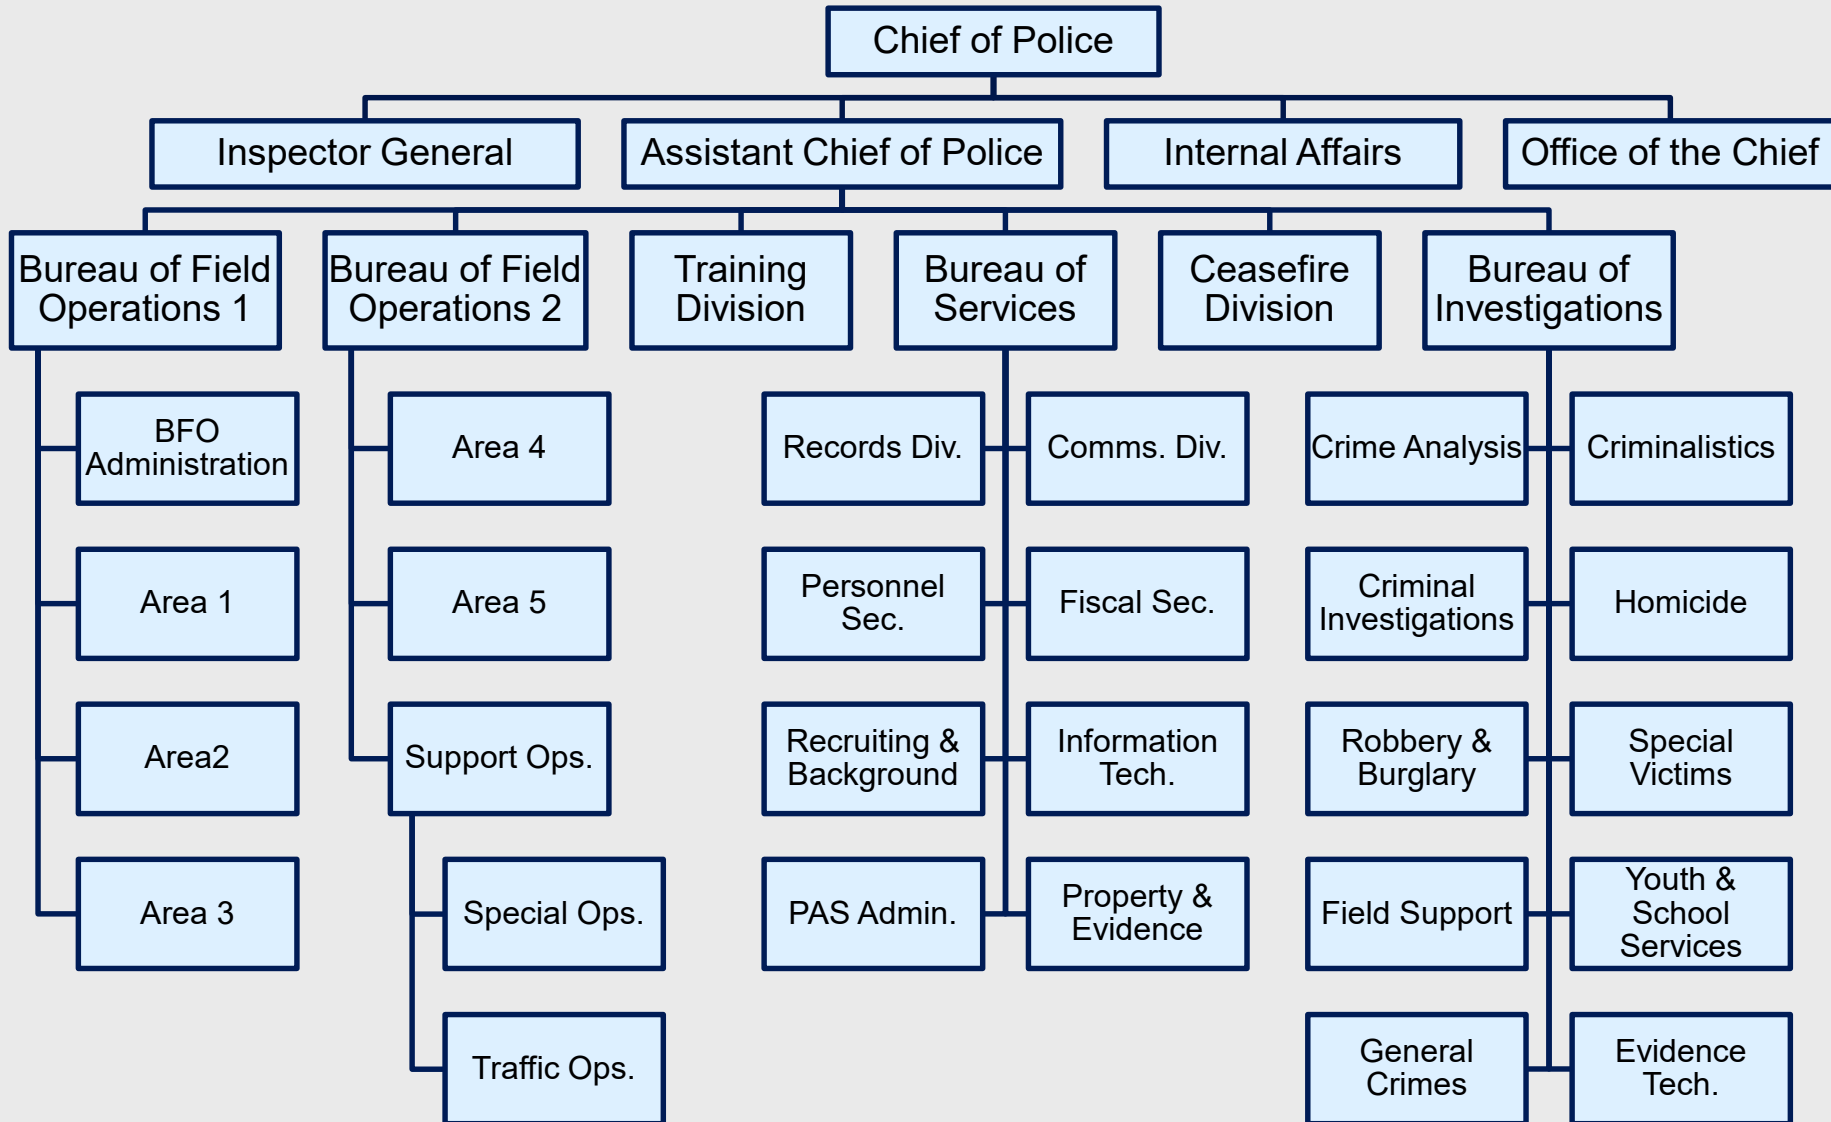 Chief of Police
Inspector General
Assistant Chief of Police
Internal Affairs
Office of the Chief
Bureau of Field
Operations 1
Bureau of Field
Operations 2
Training
Division
Bureau of
Services
Ceasefire
Division
Bureau of
Investigations
BFO
Administration
Area 1
Area2
Area 3
Area 4
Area 5
Support Ops.
Special Ops.
Traffic Ops.
Records Div.
Comms. Div.
Personnel
Sec.
Fiscal Sec.
Recruiting &
Background
Information
Tech.
PAS Admin.
Property &
Evidence
Crime Analysis
Criminalistics
Criminal
Investigations
Homicide
Robbery &
Burglary
Special
Victims
Field Support
Youth &
School
Services
General
Crimes
Evidence
Tech.